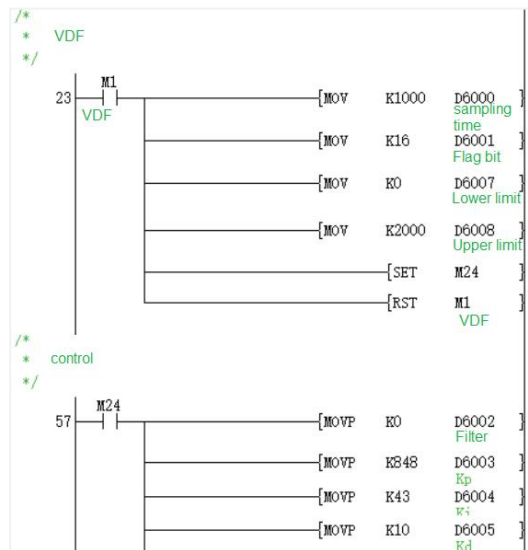 /*
* VDF
*/
M1
23 [MOV K1000 D6000 ]
VDF sampling time
[MOV K16 D6001 ]
Flag bit
[MOV K0 D6007 ]
Lower limit
[MOV K2000 D6008 ]
Upper limit
[SET M24 ]
[RST M1 ]
VDF
/*
* control
*/
M24
57 [MOVP K0 D6002 ]
Filter
[MOVP K848 D6003 ]
Kp
[MOVP K43 D6004 ]
Ki
[MOVP K10 D6005 ]
Kd